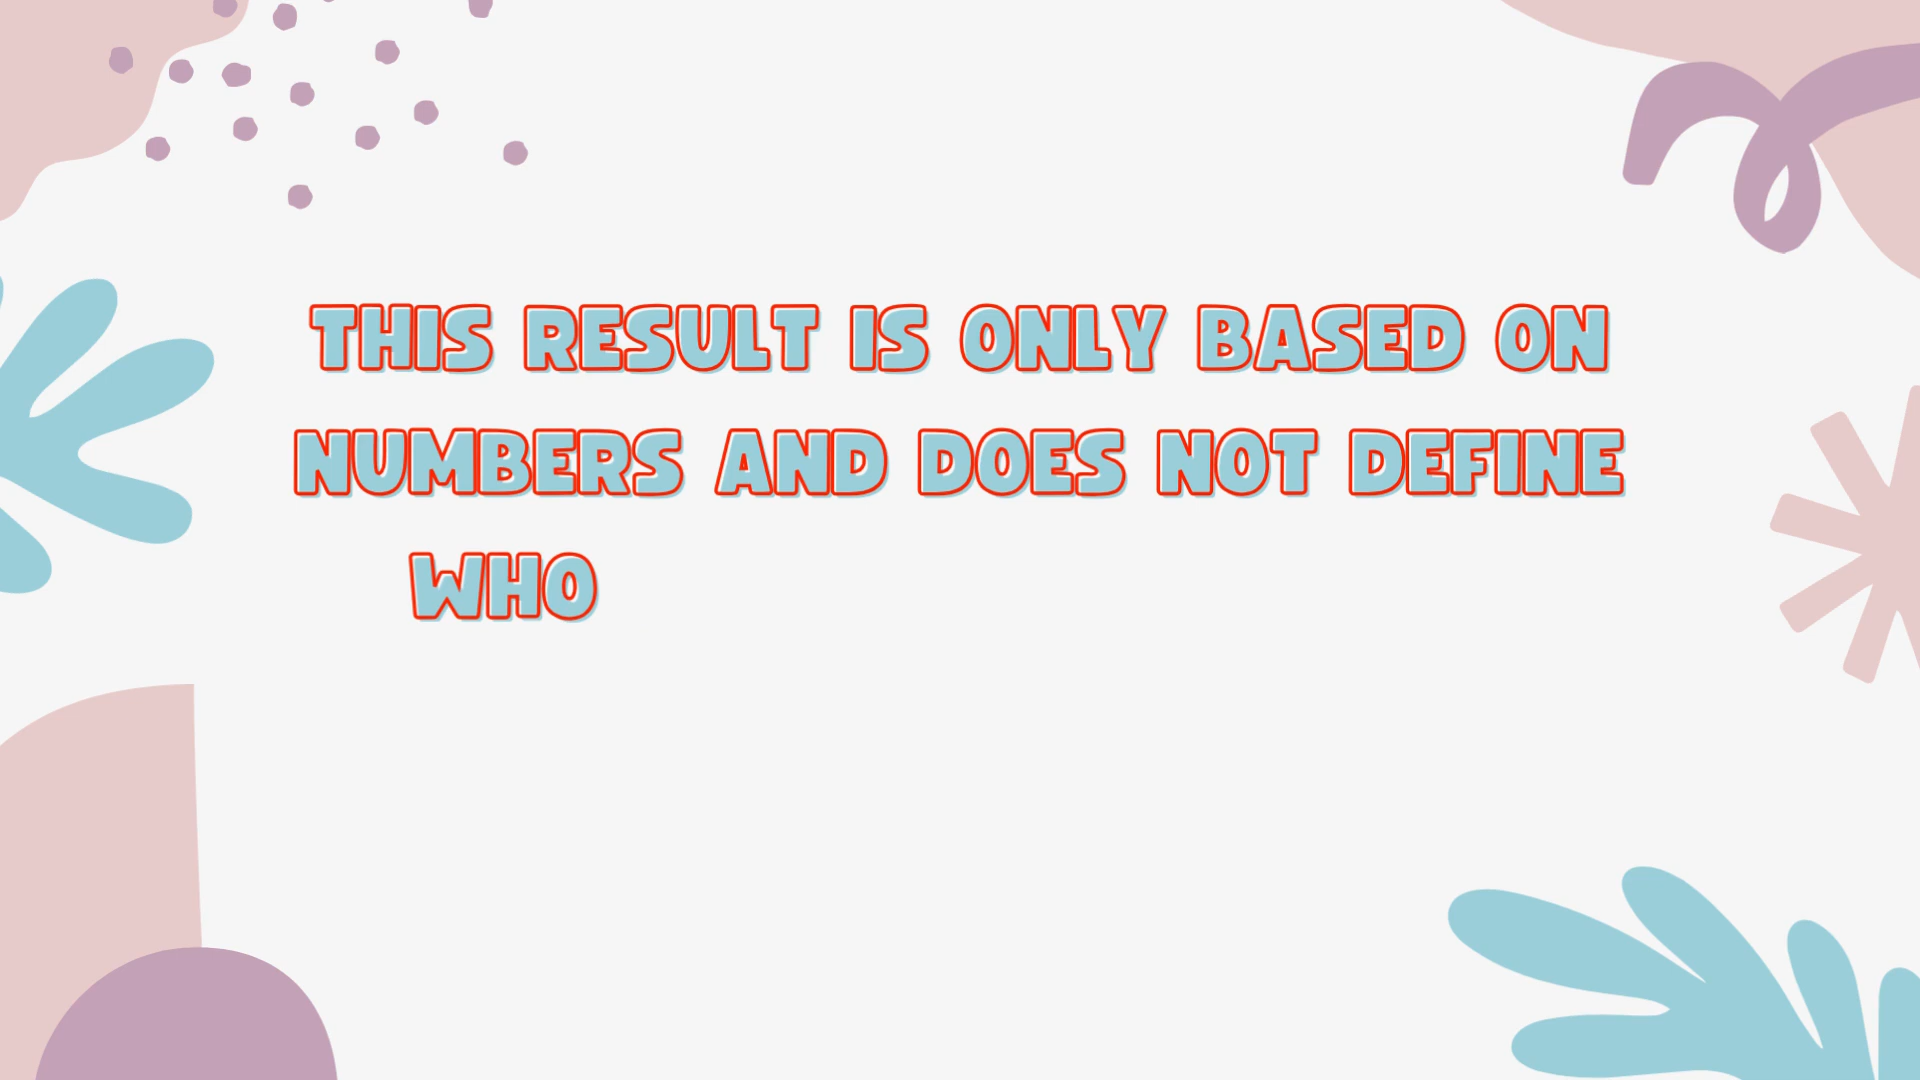 THIS RESULT IS ONLY BASED ON
NUMBERS AND DOES NOT DEFINE
WHO